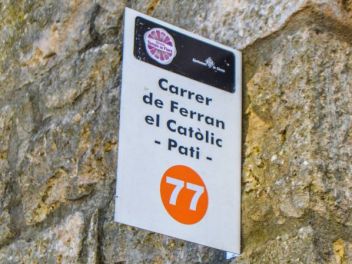 Carrer
de Ferran
el Catòlic
- Pati -
77